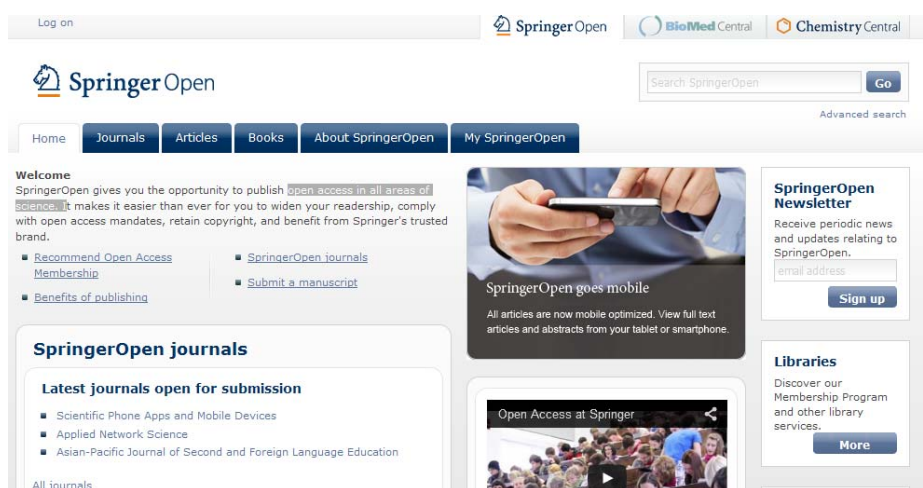 Log on
Springer Open
BioMed Central
Chemistry Central
Springer Open
Search SpringerOpen
Go
Advanced search
Home
Journals
Articles
Books
About SpringerOpen
My SpringerOpen
Welcome
SpringerOpen gives you the opportunity to publish open access in all areas of
science. It makes it easier than ever for you to widen your readership, comply
with open access mandates, retain copyright, and benefit from Springer's trusted
brand.
Recommend Open Access
Membership
Benefits of publishing
SpringerOpen journals
Submit a manuscript
SpringerOpen goes mobile
All articles are now mobile optimized. View full text
articles and abstracts from your tablet or smartphone.
SpringerOpen
Newsletter
Receive periodic news
and updates relating to
SpringerOpen.
email address
Sign up
SpringerOpen journals
Latest journals open for submission
Scientific Phone Apps and Mobile Devices
Applied Network Science
Asian-Pacific Journal of Second and Foreign Language Education
All journals
Open Access at Springer
Libraries
Discover our
Membership Program
and other library
services.
More